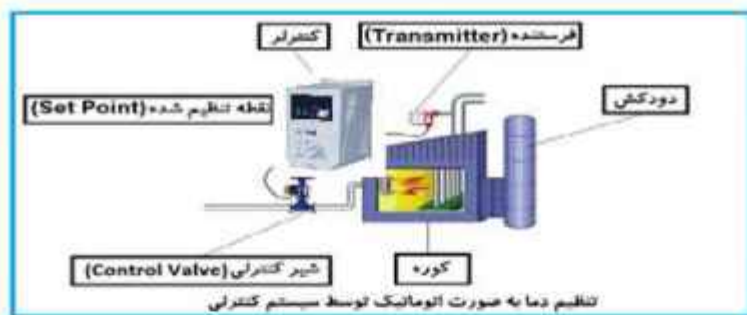 کنترلر
فرستنده (Transmitter)
نقطه تنظیم شده (Set Point)
دودکش
شیر کنترلی (Control Valve)
کوره
تنظیم دما به صورت اتوماتیک توسط سیستم کنترلی